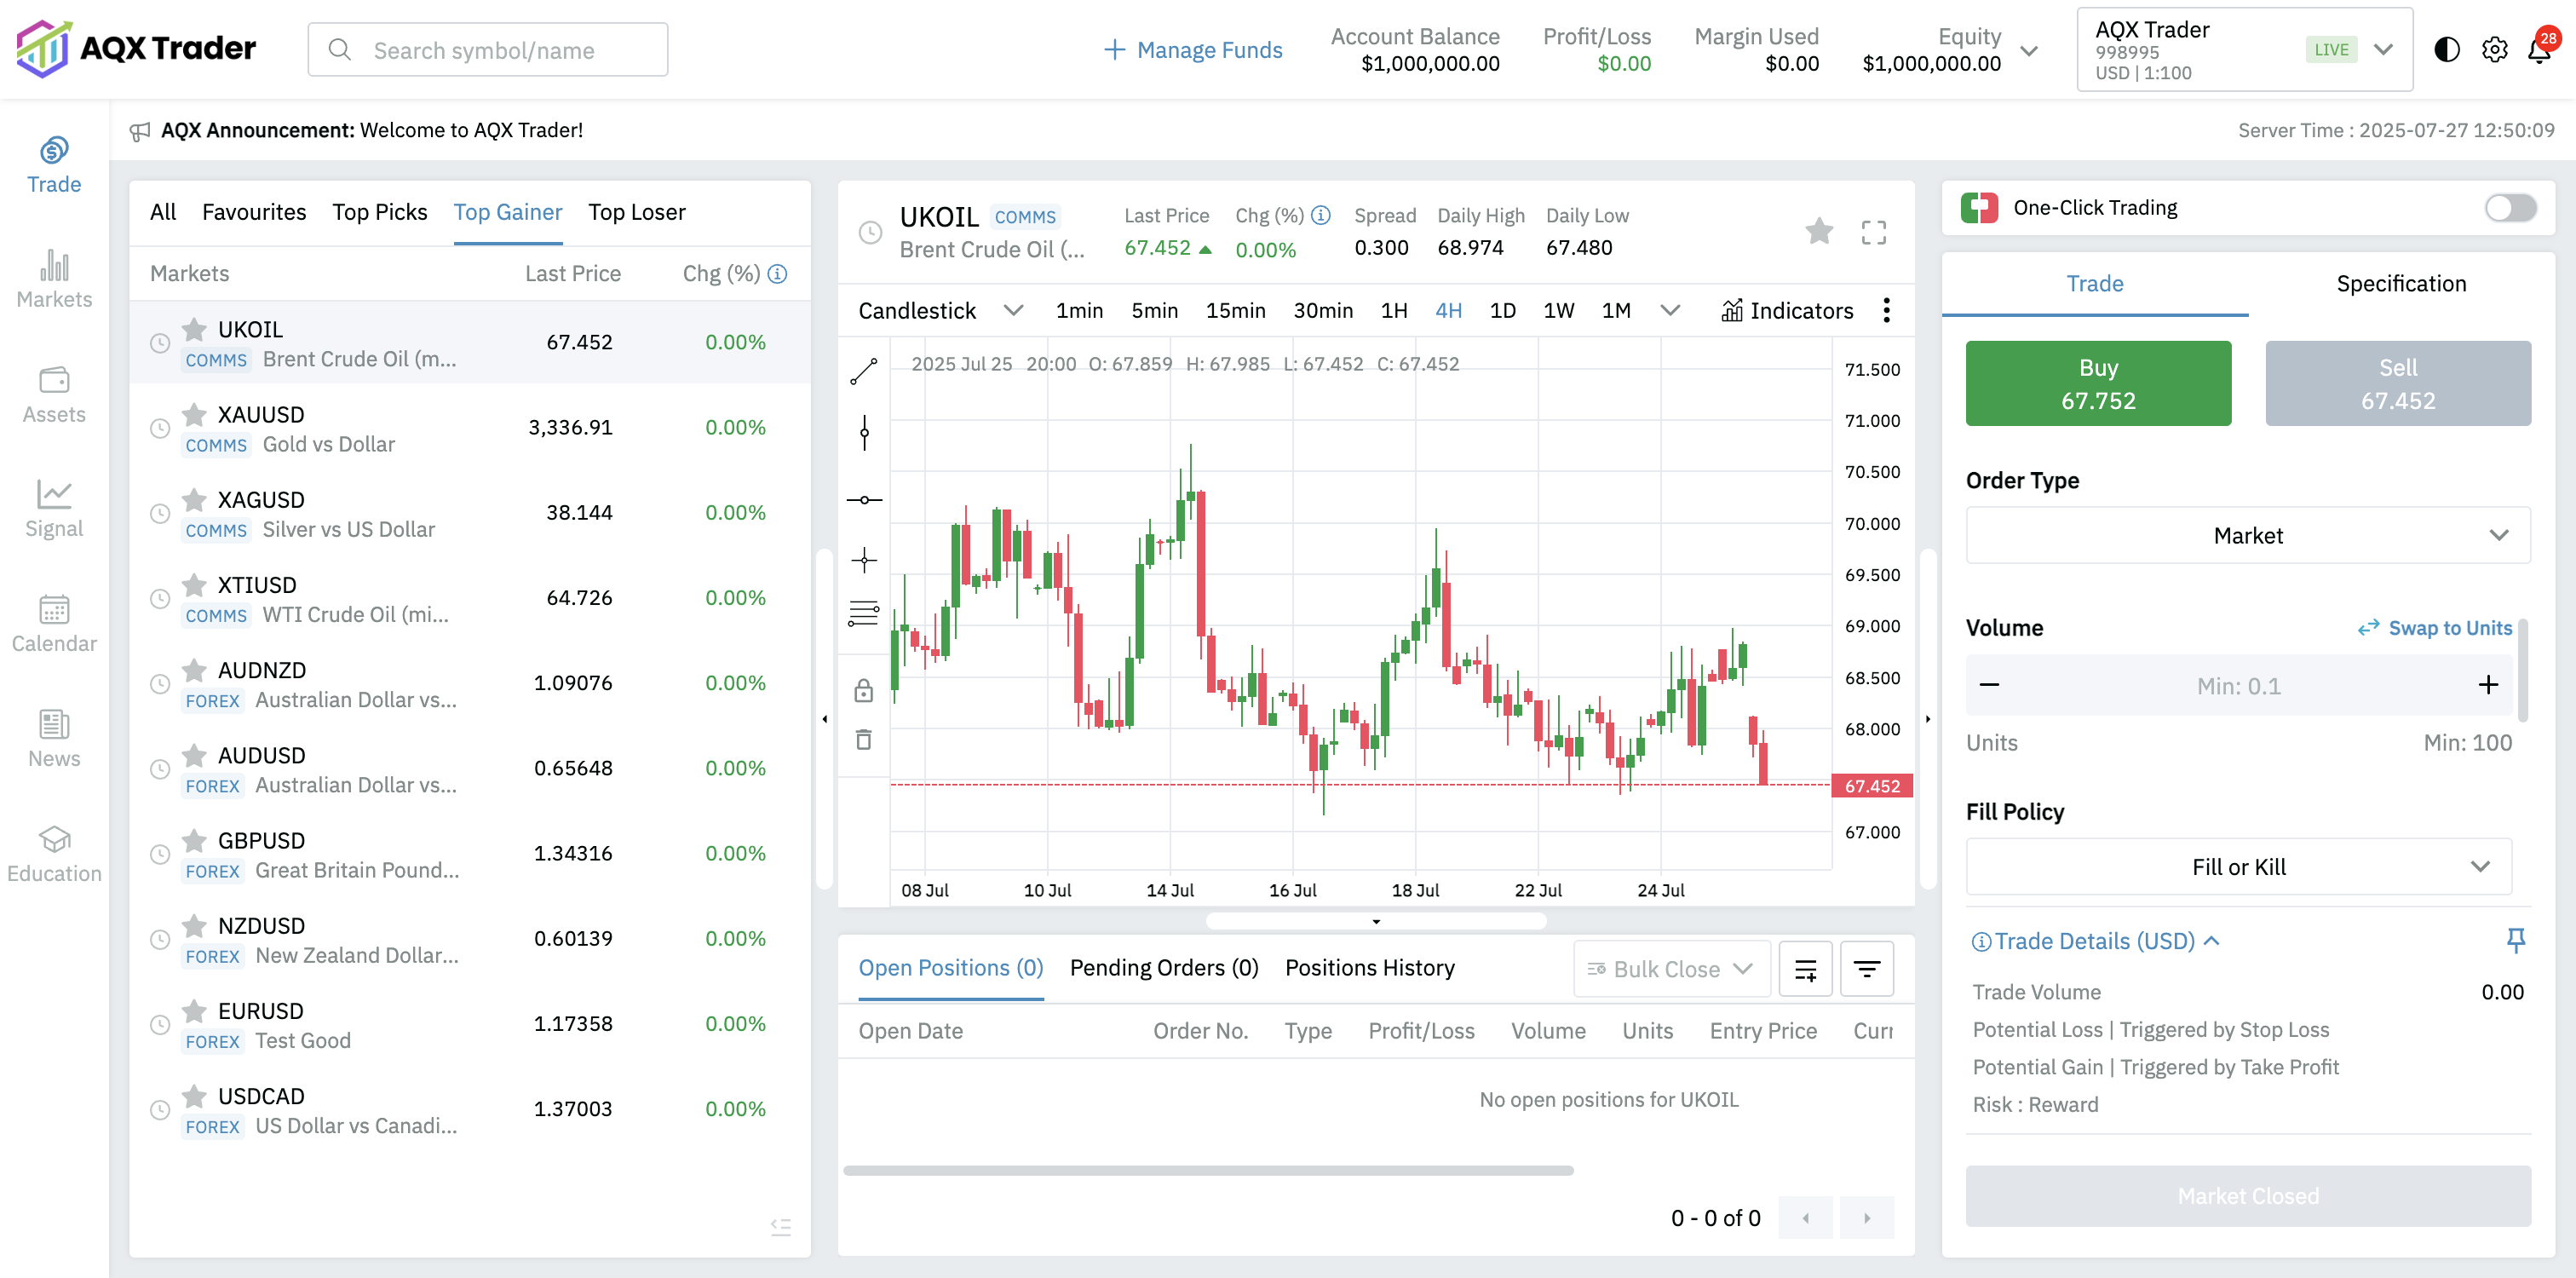 AQX Trader
Search symbol/name
Manage Funds
Account Balance
$1,000,000.00
Profit/Loss
$0.00
Margin Used
$0.00
Equity
$1,000,000.00
AQX Trader
998995
USD | 1:100
LIVE
28
AQX Announcement: Welcome to AQX Trader!
Server Time : 2025-07-27 12:50:09
Trade
Markets
Assets
Signal
Calendar
News
Education
All Favourites Top Picks Top Gainer Top Loser
Markets Last Price Chg (%)
UKOIL
COMMS Brent Crude Oil (m...
67.452 0.00%
XAUUSD
COMMS Gold vs Dollar
3,336.91 0.00%
XAGUSD
COMMS Silver vs US Dollar
38.144 0.00%
XTIUSD
COMMS WTI Crude Oil (mi...
64.726 0.00%
AUDNZD
FOREX Australian Dollar vs...
1.09076 0.00%
AUDUSD
FOREX Australian Dollar vs...
0.65648 0.00%
GBPUSD
FOREX Great Britain Pound...
1.34316 0.00%
NZDUSD
FOREX New Zealand Dollar...
0.60139 0.00%
EURUSD
FOREX Test Good
1.17358 0.00%
USDCAD
FOREX US Dollar vs Canadi...
1.37003 0.00%
UKOIL COMMS
Brent Crude Oil (...
Last Price
67.452
Chg (%)
0.00%
Spread
0.300
Daily High
68.974
Daily Low
67.480
Candlestick 1min 5min 15min 30min 1H 4H 1D 1W 1M Indicators
2025 Jul 25 20:00 O: 67.859 H: 67.985 L: 67.452 C: 67.452
71.500
71.000
70.500
70.000
69.500
69.000
68.500
68.000
67.452
67.000
08 Jul 10 Jul 14 Jul 16 Jul 18 Jul 22 Jul 24 Jul
Open Positions (0) Pending Orders (0) Positions History
Bulk Close
Open Date Order No. Type Profit/Loss Volume Units Entry Price Curr
No open positions for UKOIL
0 - 0 of 0
One-Click Trading
Trade Specification
Buy
67.752
Sell
67.452
Order Type
Market
Volume
Swap to Units
Min: 0.1
Units Min: 100
Fill Policy
Fill or Kill
Trade Details (USD)
Trade Volume 0.00
Potential Loss | Triggered by Stop Loss
Potential Gain | Triggered by Take Profit
Risk : Reward
Market Closed